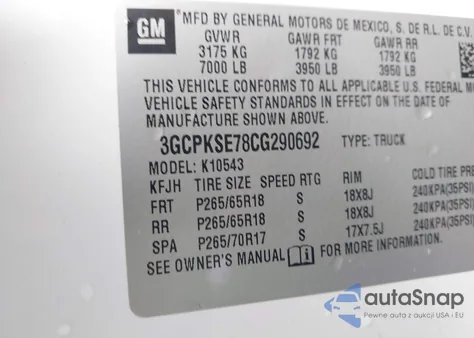 GM
MFD BY GENERAL MOTORS DE MEXICO, S. DE R.L. DE C.V.
GVWR GAWR FRT GAWR RR
3175 KG 1792 KG 1792 KG
7000 LB 3950 LB 3950 LB
THIS VEHICLE CONFORMS TO ALL APPLICABLE U.S. FEDERAL
VEHICLE SAFETY STANDARDS IN EFFECT ON THE DATE OF
MANUFACTURE SHOWN ABOVE.
3GCPKSE78CG290692 TYPE: TRUCK
MODEL: K10543
KFJH TIRE SIZE SPEED RTG RIM COLD TIRE
FRT P265/65R18 S 18X8J 240KPA(35PSI)
RR P265/65R18 S 18X8J 240KPA(35PSI)
SPA P265/70R17 S 17X7.5J 240KPA(35PSI)
SEE OWNER'S MANUAL FOR MORE INFORMATION.
autoSnap
Pewne auta z aukcji USA i EU